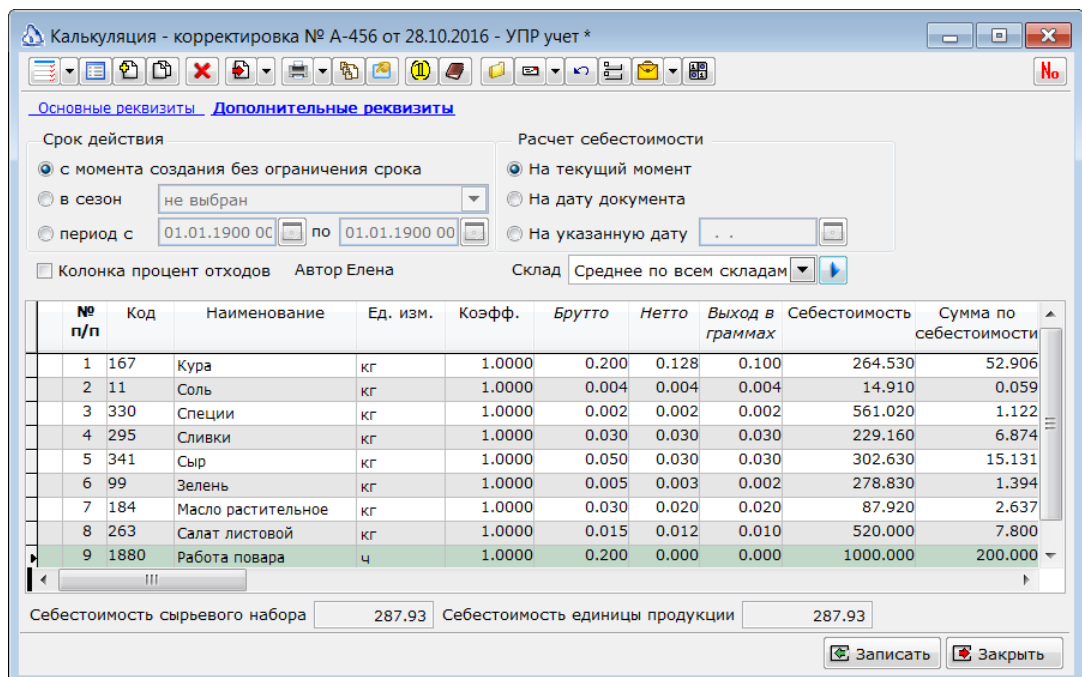 Калькуляция - корректировка № А-456 от 28.10.2016 - УПР учет *
No
Основные реквизиты Дополнительные реквизиты
Срок действия Расчет себестоимости
с момента создания без ограничения срока На текущий момент
в сезон не выбран На дату документа
период с 01.01.1900 00 по 01.01.1900 00 На указанную дату . .
Колонка процент отходов Автор Елена Склад Среднее по всем складам
№ п/п Код Наименование Ед. изм. Коэфф. Брутто Нетто Выход в граммах Себестоимость Сумма по себестоимости
1 167 Кура кг 1.0000 0.200 0.128 0.100 264.530 52.906
2 11 Соль кг 1.0000 0.004 0.004 0.004 14.910 0.059
3 330 Специи кг 1.0000 0.002 0.002 0.002 561.020 1.122
4 295 Сливки кг 1.0000 0.030 0.030 0.030 229.160 6.874
5 341 Сыр кг 1.0000 0.050 0.030 0.030 302.630 15.131
6 99 Зелень кг 1.0000 0.005 0.003 0.002 278.830 1.394
7 184 Масло растительное кг 1.0000 0.030 0.020 0.020 87.920 2.637
8 263 Салат листовой кг 1.0000 0.015 0.012 0.010 520.000 7.800
9 1880 Работа повара ч 1.0000 0.200 0.000 0.000 1000.000 200.000
Себестоимость сырьевого набора 287.93 Себестоимость единицы продукции 287.93
Записать Закрыть